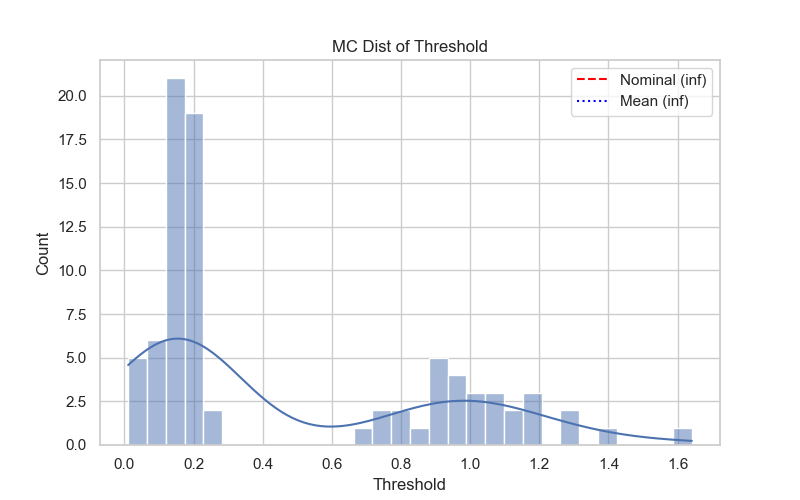 MC Dist of Threshold
Nominal (inf)
Mean (inf)
20.0
17.5
15.0
12.5
10.0
7.5
5.0
2.5
0.0
Count
0.0 0.2 0.4 0.6 0.8 1.0 1.2 1.4 1.6
Threshold